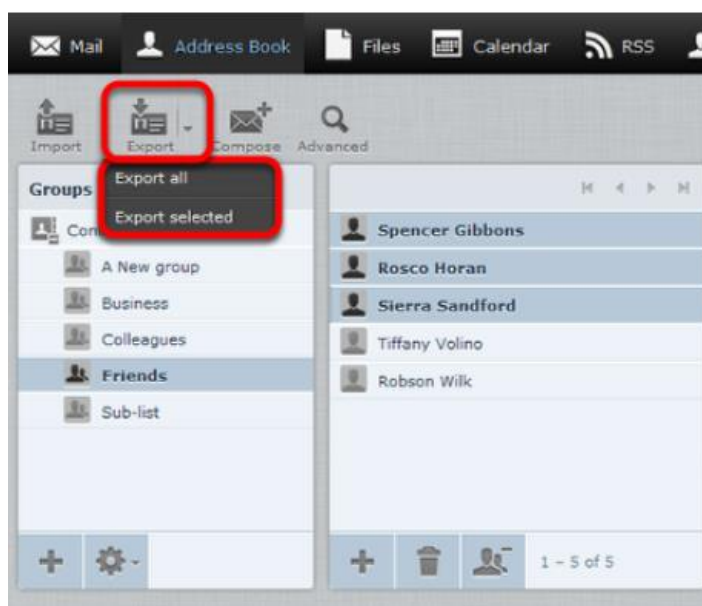 Mail Address Book Files Calendar RSS
Import Export Compose Advanced
Groups
Export all
Export selected
A New group
Business
Colleagues
Friends
Sub-list
Spencer Gibbons
Rosco Horan
Sierra Sandford
Tiffany Volino
Robson Wilk
1 – 5 of 5